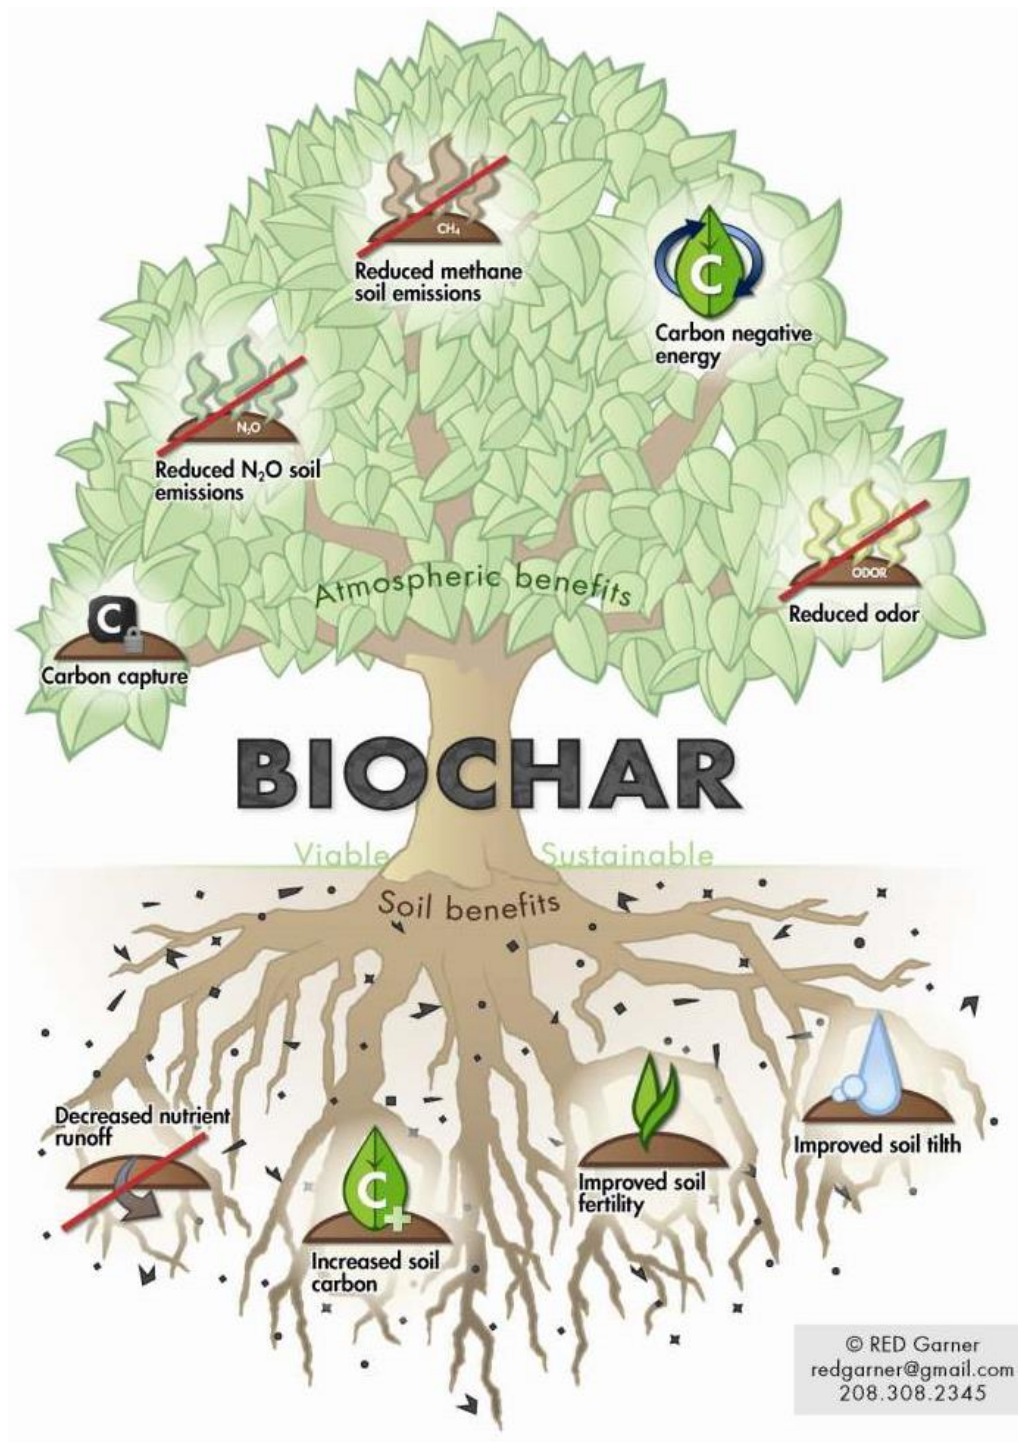 CH₄
Reduced methane
soil emissions
C
Carbon negative
energy
N₂O
Reduced N₂O soil
emissions
ODOR
Reduced odor
Atmospheric benefits
C
Carbon capture
BIOCHAR
Viable
Sustainable
Soil benefits
Decreased nutrient
runoff
C
Increased soil
carbon
Improved soil
fertility
Improved soil tilth
© RED Garner
redgarner@gmail.com
208.308.2345